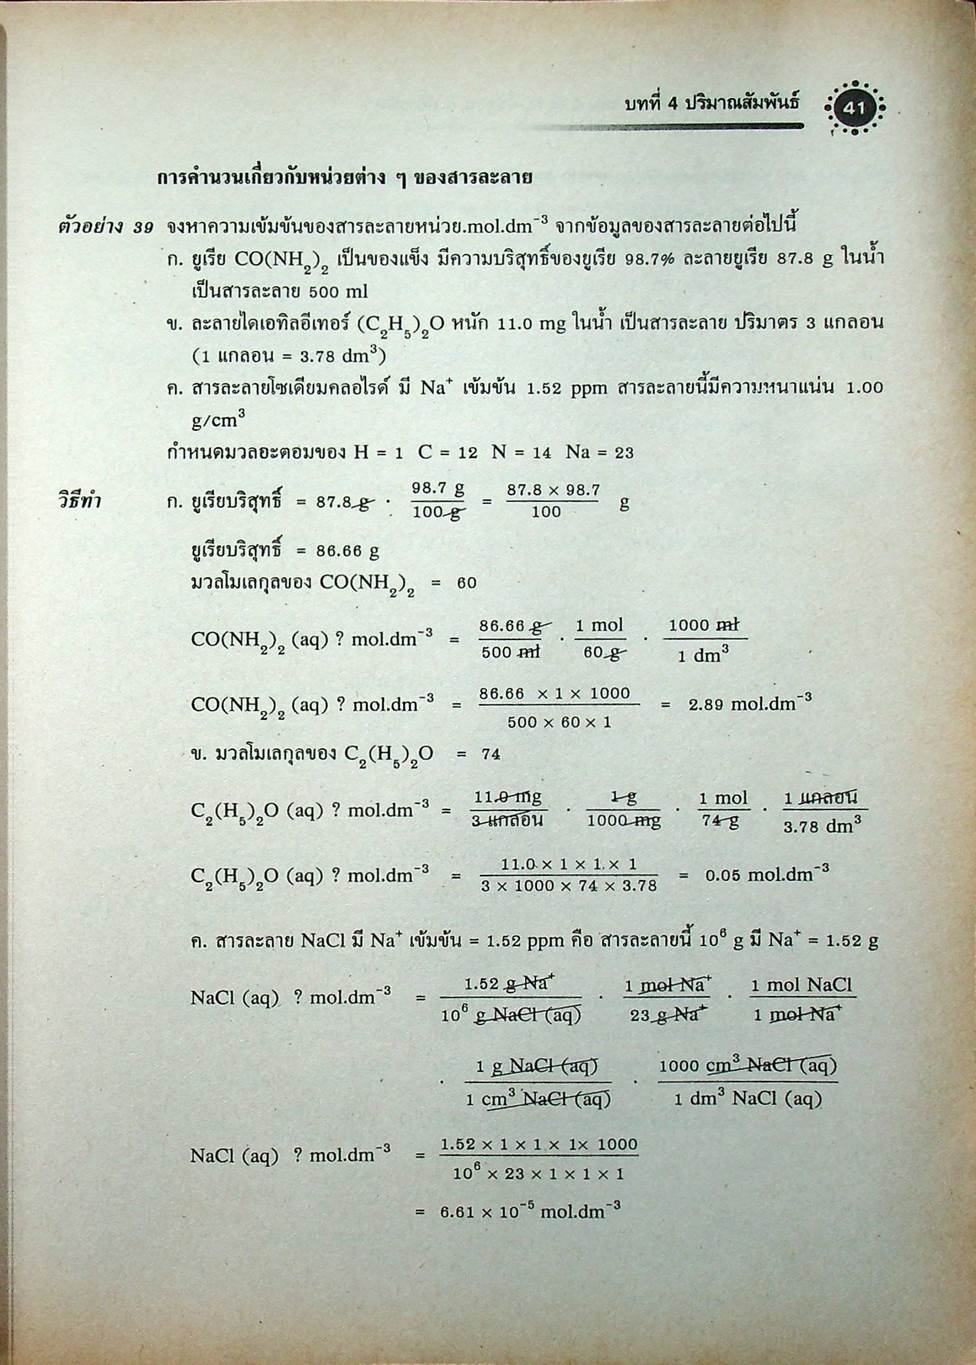 บทที่ 4 ปริมาณสัมพันธ์ 41
การคำนวนเกี่ยวกับหน่วยต่าง ๆ ของสารละลาย
ตัวอย่าง 39 จงหาความเข้มข้นของสารละลายหน่วย.mol.dm⁻³ จากข้อมูลของสารละลายต่อไปนี้
ก. ยูเรีย CO(NH₂)₂ เป็นของแข็ง มีความบริสุทธิ์ของยูเรีย 98.7% ละลายยูเรีย 87.8 g ในน้ำ
เป็นสารละลาย 500 ml
ข. ละลายไดเอทิลอีเทอร์ (C₂H₅)₂O หนัก 11.0 mg ในน้ำ เป็นสารละลาย ปริมาตร 3 แกลอน
(1 แกลอน = 3.78 dm³)
ค. สารละลายโซเดียมคลอไรด์ มี Na⁺ เข้มข้น 1.52 ppm สารละลายนี้มีความหนาแน่น 1.00
g/cm³
กำหนดมวลอะตอมของ H = 1 C = 12 N = 14 Na = 23
วิธีทำ ก. ยูเรียบริสุทธิ์ = 87.8 g · 98.7 g / 100 g = 87.8 × 98.7 / 100 g
ยูเรียบริสุทธิ์ = 86.66 g
มวลโมเลกุลของ CO(NH₂)₂ = 60
CO(NH₂)₂ (aq) ? mol.dm⁻³ = 86.66 g / 500 ml · 1 mol / 60 g · 1000 ml / 1 dm³
CO(NH₂)₂ (aq) ? mol.dm⁻³ = 86.66 × 1 × 1000 / 500 × 60 × 1 = 2.89 mol.dm⁻³
ข. มวลโมเลกุลของ C₂(H₅)₂O = 74
C₂(H₅)₂O (aq) ? mol.dm⁻³ = 11.0 mg / 3 แกลอน · 1 g / 1000 mg · 1 mol / 74 g · 1 แกลอน / 3.78 dm³
C₂(H₅)₂O (aq) ? mol.dm⁻³ = 11.0 × 1 × 1 × 1 / 3 × 1000 × 74 × 3.78 = 0.05 mol.dm⁻³
ค. สารละลาย NaCl มี Na⁺ เข้มข้น = 1.52 ppm คือ สารละลายนี้ 10⁶ g มี Na⁺ = 1.52 g
NaCl (aq) ? mol.dm⁻³ = 1.52 g Na⁺ / 10⁶ g NaCl (aq) · 1 mol Na⁺ / 23 g Na⁺ · 1 mol NaCl / 1 mol Na⁺
· 1 g NaCl (aq) / 1 cm³ NaCl (aq) · 1000 cm³ NaCl (aq) / 1 dm³ NaCl (aq)
NaCl (aq) ? mol.dm⁻³ = 1.52 × 1 × 1 × 1× 1000 / 10⁶ × 23 × 1 × 1 × 1
= 6.61 × 10⁻⁵ mol.dm⁻³